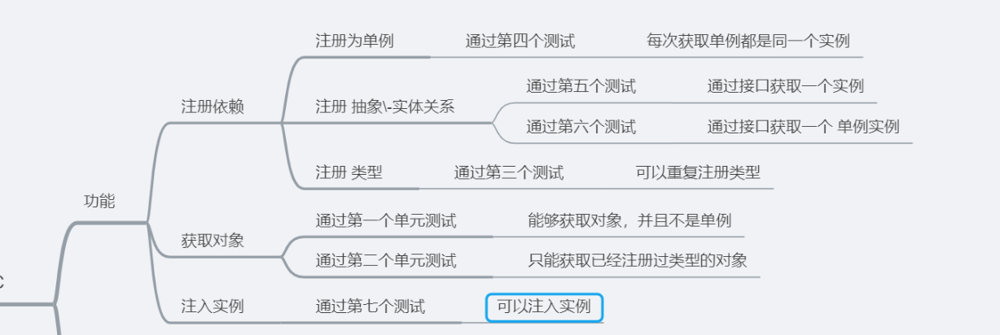 注册为单例 通过第四个测试 每次获取单例都是同一个实例
通过第五个测试 通过接口获取一个实例
注册依赖 注册 抽象\-实体关系
通过第六个测试 通过接口获取一个 单例实例
注册 类型 通过第三个测试 可以重复注册类型
功能
通过第一个单元测试 能够获取对象，并且不是单例
获取对象
通过第二个单元测试 只能获取已经注册过类型的对象
注入实例 通过第七个测试 可以注入实例